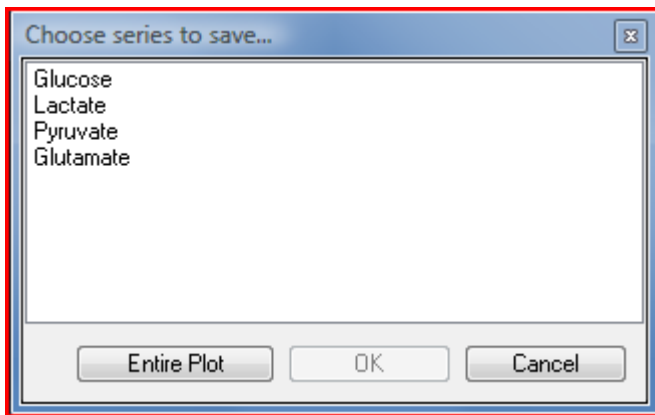 Choose series to save...
Glucose
Lactate
Pyruvate
Glutamate
Entire Plot OK Cancel